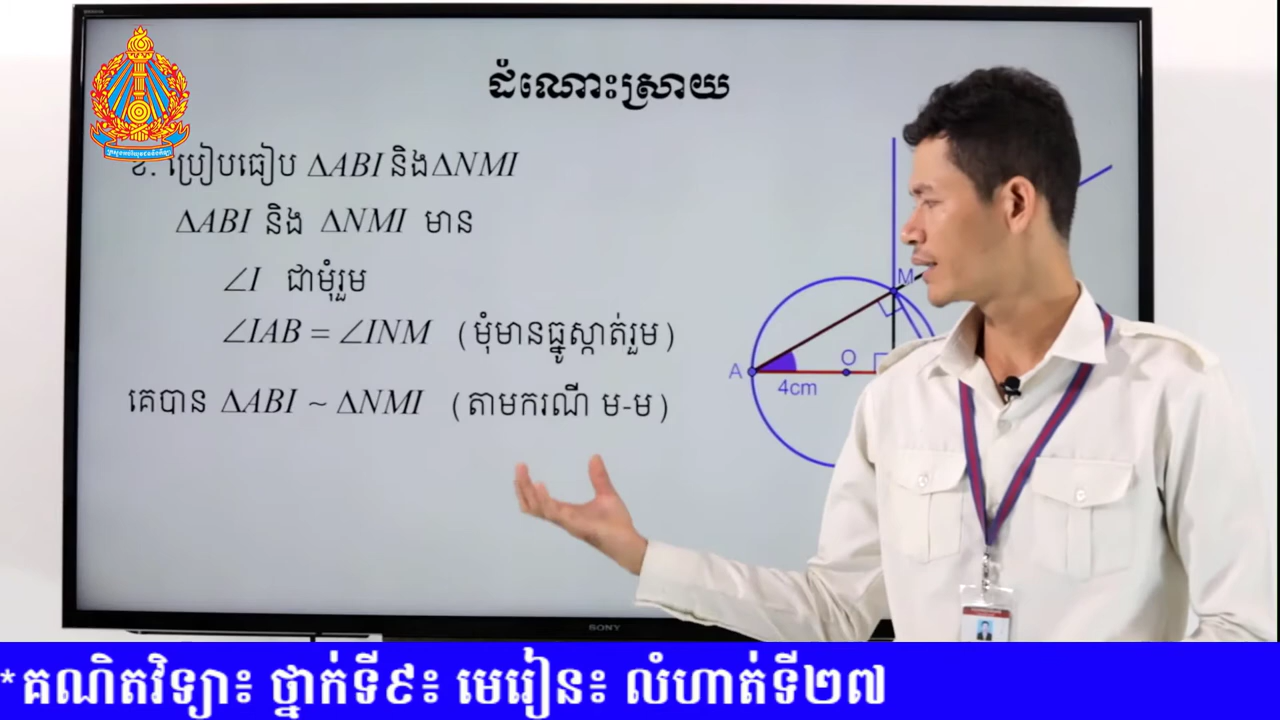 SONY
ដំណោះស្រាយ
ខ. ប្រៀបធៀប ΔABI និងΔNMI
ΔABI និង ΔNMI មាន
∠I ជាមុំរួម
∠IAB = ∠INM (មុំមានធ្នូស្កាត់រួម)
គេបាន ΔABI ~ ΔNMI (តាមករណី ម-ម)
M
A
O
4cm
*គណិតវិទ្យា៖ ថ្នាក់ទី៩៖ មេរៀន៖ លំហាត់ទី២៧